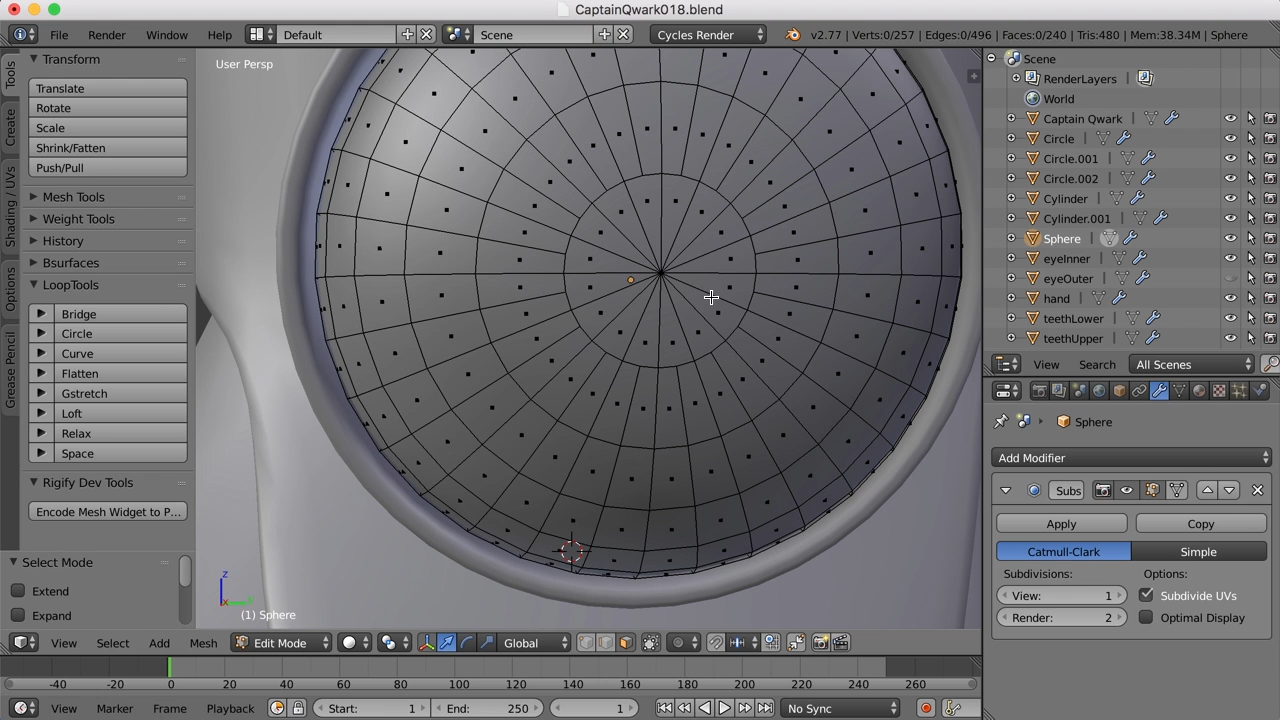 CaptainQwark018.blend
File Render Window Help Default Scene Cycles Render v2.77 | Verts:0/257 | Edges:0/496 | Faces:0/240 | Tris:480 | Mem:38.34M | Sphere
Tools
Create
Shading / UVs
Options
Grease Pencil
Transform
Translate
Rotate
Scale
Shrink/Fatten
Push/Pull
Mesh Tools
Weight Tools
History
Bsurfaces
LoopTools
Bridge
Circle
Curve
Flatten
Gstretch
Loft
Relax
Space
Rigify Dev Tools
Encode Mesh Widget to P...
Select Mode
Extend
Expand
User Persp
z
(1) Sphere
View Select Add Mesh Edit Mode Global
-40 -20 0 20 40 60 80 100 120 140 160 180 200 220 240 260
View Marker Frame Playback Start: 1 End: 250 1 No Sync
Scene
RenderLayers
World
Captain Qwark
Circle
Circle.001
Circle.002
Cylinder
Cylinder.001
Sphere
eyeInner
eyeOuter
hand
teethLower
teethUpper
View Search All Scenes
Sphere
Add Modifier
Subs
Apply Copy
Catmull-Clark Simple
Subdivisions: Options:
View: 1 Subdivide UVs
Render: 2 Optimal Display